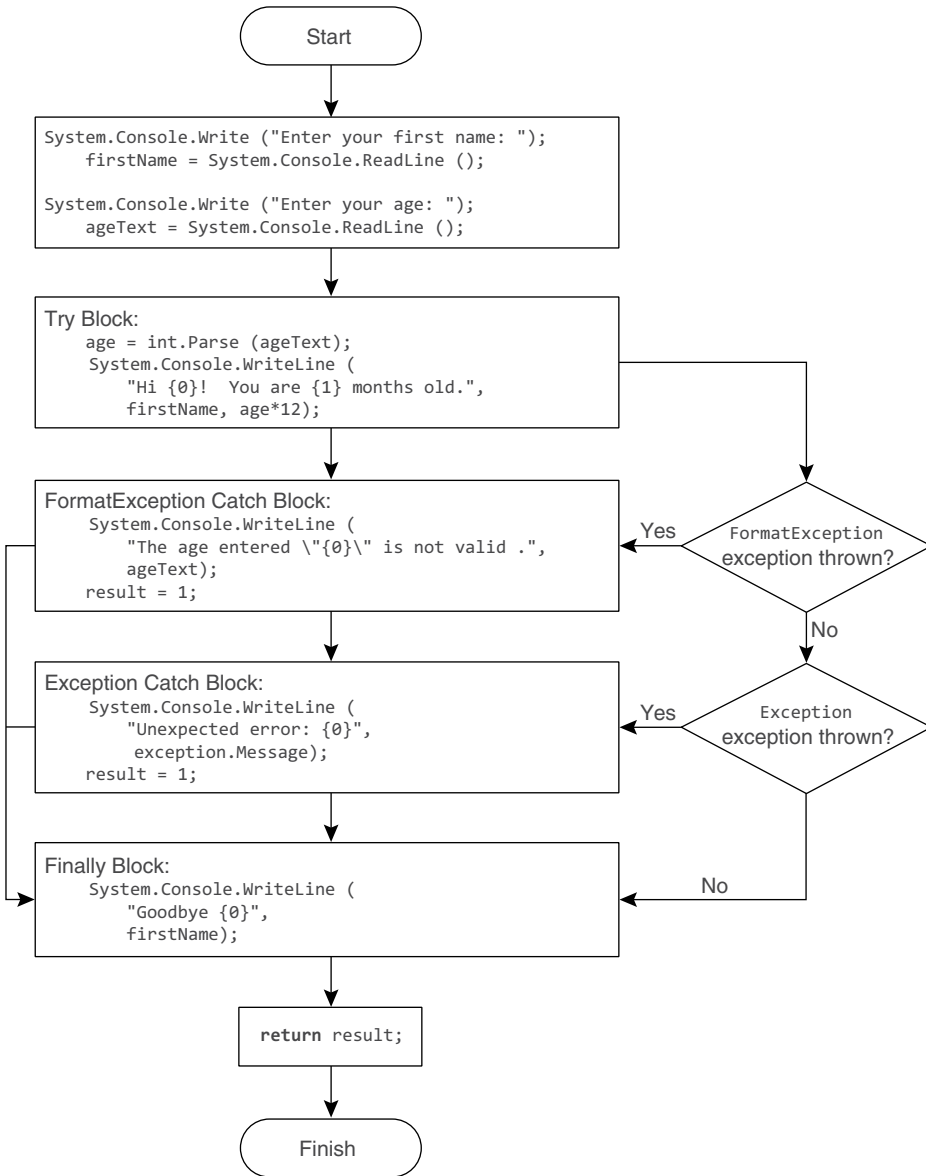 Start
System.Console.Write ("Enter your first name: ");
firstName = System.Console.ReadLine ();
System.Console.Write ("Enter your age: ");
ageText = System.Console.ReadLine ();
Try Block:
age = int.Parse (ageText);
System.Console.WriteLine (
"Hi {0}!  You are {1} months old.",
firstName, age*12);
FormatException Catch Block:
System.Console.WriteLine (
"The age entered \"{0}\" is not valid .",
ageText);
result = 1;
Yes
FormatException
exception thrown?
No
Exception Catch Block:
System.Console.WriteLine (
"Unexpected error: {0}",
exception.Message);
result = 1;
Yes
Exception
exception thrown?
Finally Block:
System.Console.WriteLine (
"Goodbye {0}",
firstName);
No
return result;
Finish